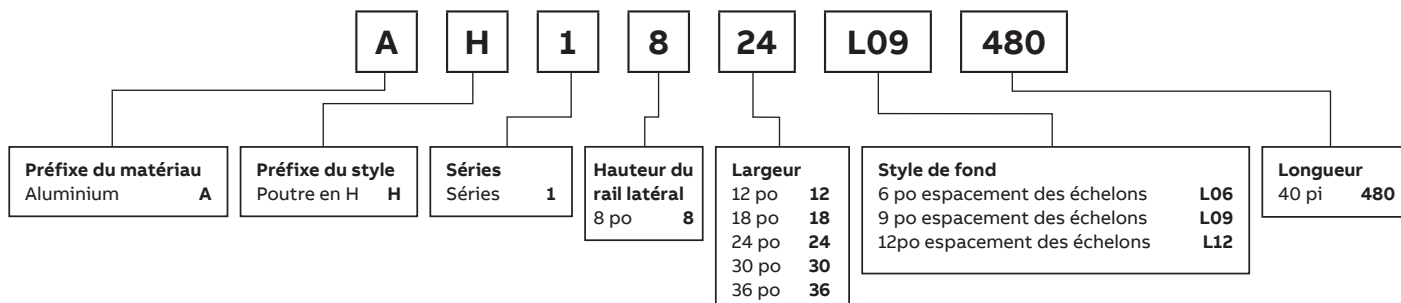 A H 1 8 24 L09 480
Préfixe du matériau
Aluminium A
Préfixe du style
Poutre en H H
Séries
Séries 1
Hauteur du
rail latéral
8 po 8
Largeur
12 po 12
18 po 18
24 po 24
30 po 30
36 po 36
Style de fond
6 po espacement des échelons L06
9 po espacement des échelons L09
12po espacement des échelons L12
Longueur
40 pi 480